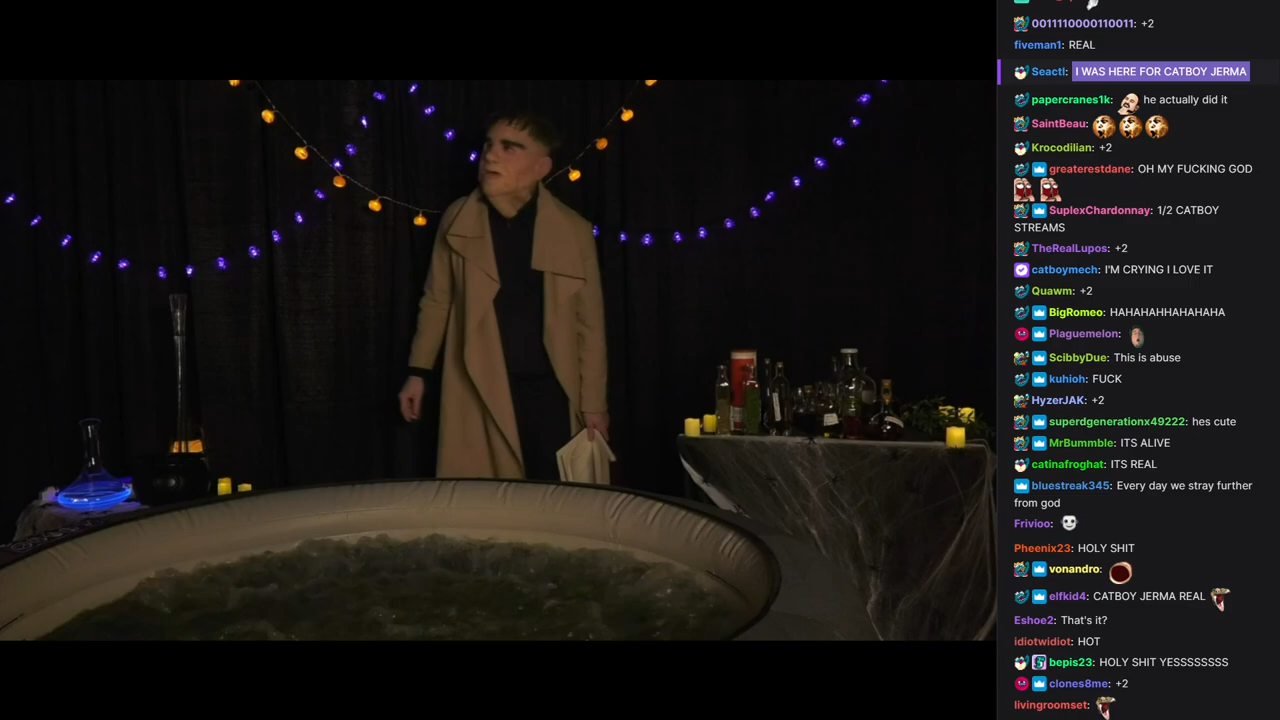 0011110000110011: +2
fiveman1: REAL
Seactl: I WAS HERE FOR CATBOY JERMA
papercranes1k: he actually did it
SaintBeau:
Krocodilian: +2
greaterestdane: OH MY FUCKING GOD
SuplexChardonnay: 1/2 CATBOY
STREAMS
TheRealLupos: +2
catboymech: I'M CRYING I LOVE IT
Quawm: +2
BigRomeo: HAHAHAHHAHAHAHA
Plaguemelon:
ScibbyDue: This is abuse
kuhioh: FUCK
HyzerJAK: +2
superdgenerationx49222: hes cute
MrBummble: ITS ALIVE
catinafroghat: ITS REAL
bluestreak345: Every day we stray further
from god
Frivioo:
Pheenix23: HOLY SHIT
vonandro:
elfkid4: CATBOY JERMA REAL
Eshoe2: That's it?
idiotwidiot: HOT
bepis23: HOLY SHIT YESSSSSSSS
clones8me: +2
livingroomset: